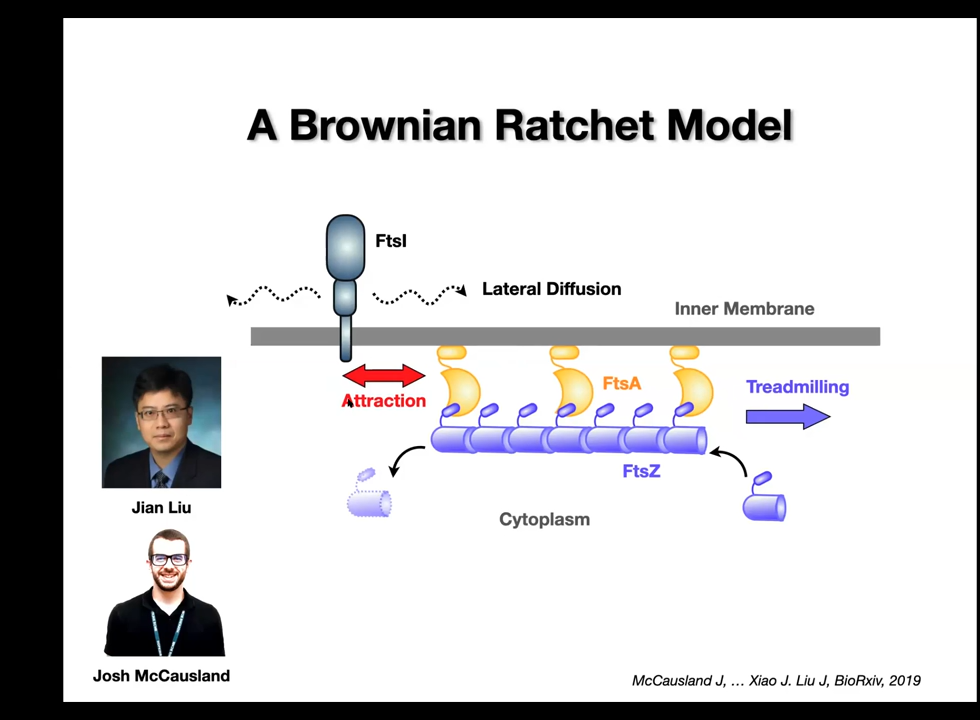 A Brownian Ratchet Model
FtsI
Lateral Diffusion
Inner Membrane
Attraction
FtsA
Treadmilling
FtsZ
Cytoplasm
Jian Liu
Josh McCausland
McCausland J, ... Xiao J. Liu J, BioRxiv, 2019